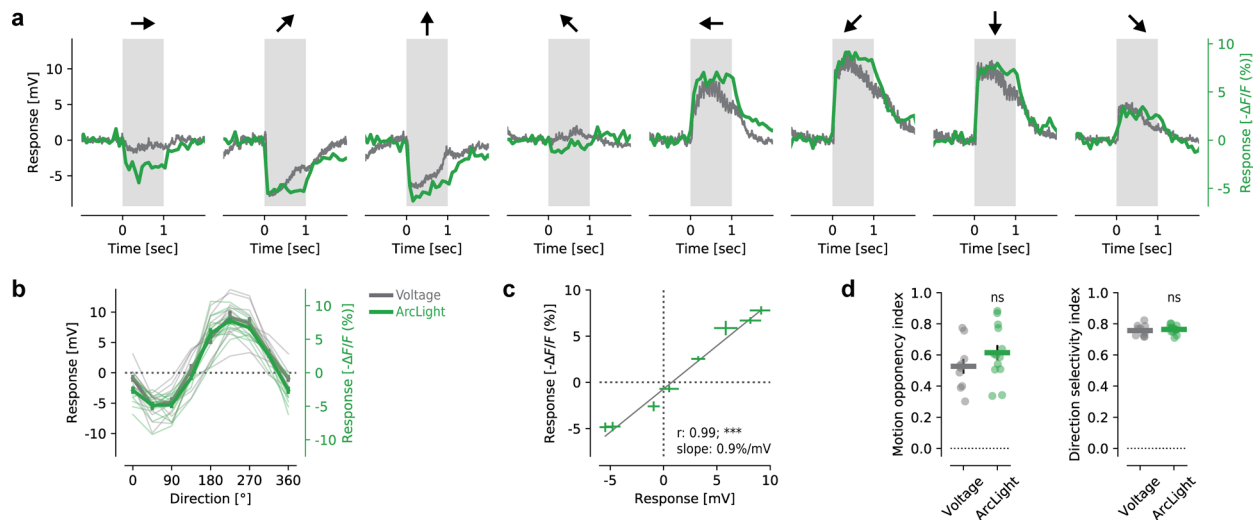 a
Response [mV]
10
5
0
-5
0 1
Time [sec]
0 1
Time [sec]
0 1
Time [sec]
0 1
Time [sec]
0 1
Time [sec]
0 1
Time [sec]
0 1
Time [sec]
0 1
Time [sec]
10
5
0
-5
Response [-ΔF/F (%)]
b
Response [mV]
10
5
0
-5
-10
0 90 180 270 360
Direction [°]
10
5
0
-5
-10
Response [-ΔF/F (%)]
Voltage
ArcLight
c
Response [-ΔF/F (%)]
10
5
0
-5
r: 0.99; ***
slope: 0.9%/mV
-5 0 5 10
Response [mV]
d
Motion opponency index
1.0
0.8
0.6
0.4
0.2
0.0
ns
Voltage
ArcLight
Direction selectivity index
1.0
0.8
0.6
0.4
0.2
0.0
ns
Voltage
ArcLight